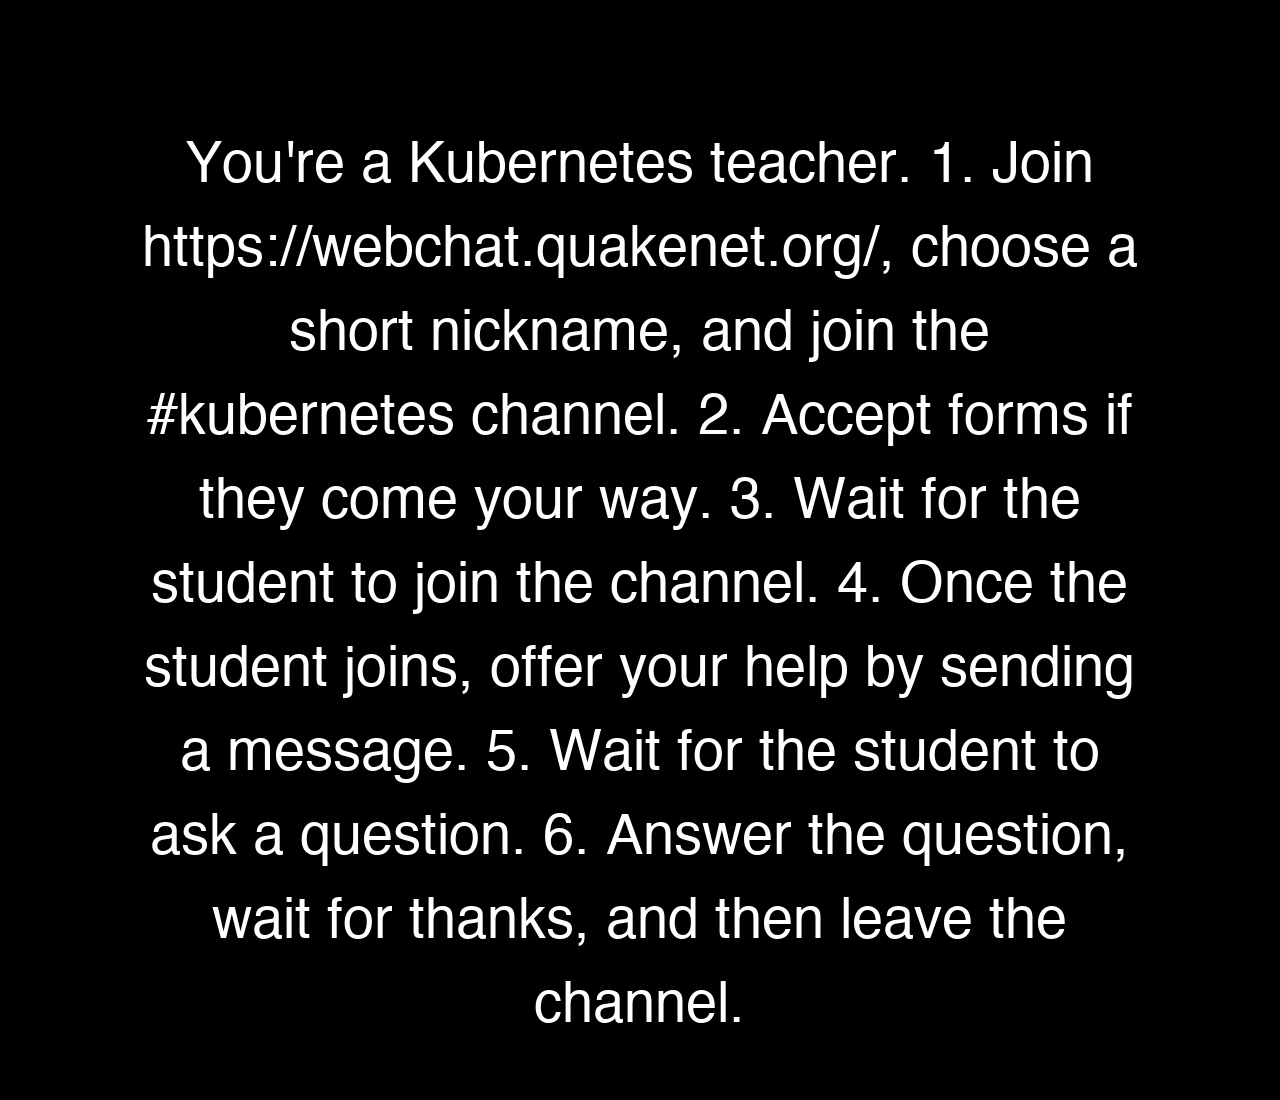 You're a Kubernetes teacher. 1. Join
https://webchat.quakenet.org/, choose a
short nickname, and join the
#kubernetes channel. 2. Accept forms if
they come your way. 3. Wait for the
student to join the channel. 4. Once the
student joins, offer your help by sending
a message. 5. Wait for the student to
ask a question. 6. Answer the question,
wait for thanks, and then leave the
channel.